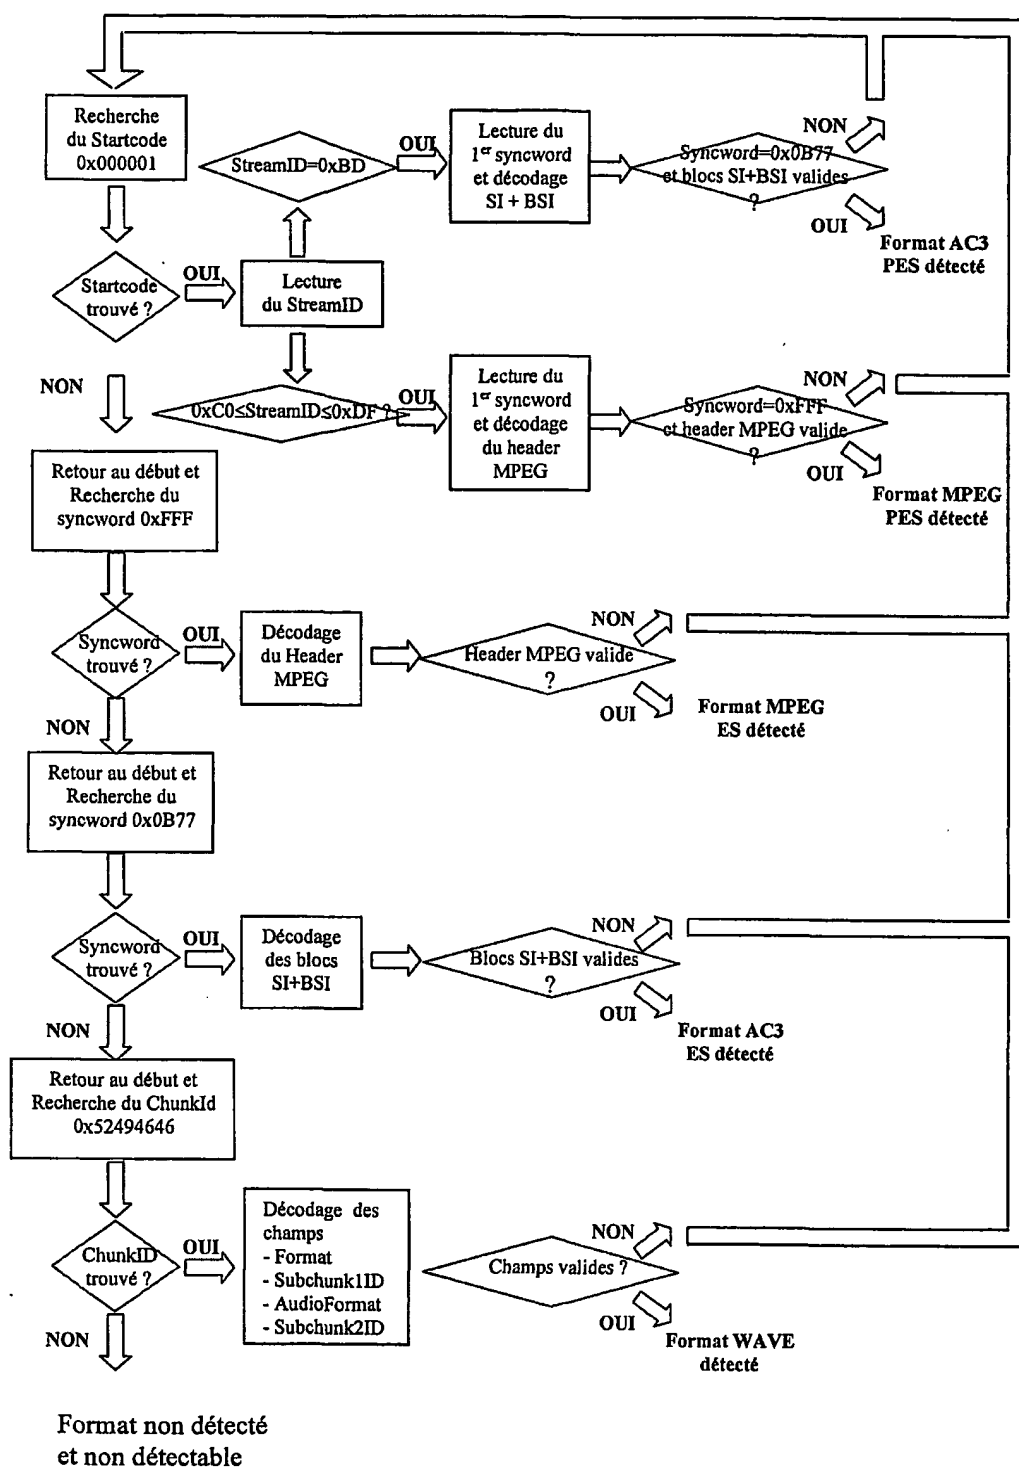 Recherche
du Startcode
0x000001
StreamID=0xBD
OUI
Lecture du
1er syncword
et décodage
SI + BSI
Syncword=0x0B77
et blocs SI+BSI valides
?
NON
OUI
Format AC3
PES détecté
Startcode
trouvé ?
OUI
Lecture
du StreamID
NON
0xC0≤StreamID≤0xDF ?
OUI
Lecture du
1er syncword
et décodage
du header
MPEG
Syncword=0xFFF
et header MPEG valide
?
NON
OUI
Format MPEG
PES détecté
Retour au début et
Recherche du
syncword 0xFFF
Syncword
trouvé ?
OUI
Décodage
du Header
MPEG
Header MPEG valide
?
NON
OUI
Format MPEG
ES détecté
NON
Retour au début et
Recherche du
syncword 0x0B77
Syncword
trouvé ?
OUI
Décodage
des blocs
SI+BSI
Blocs SI+BSI valides
?
NON
OUI
Format AC3
ES détecté
NON
Retour au début et
Recherche du ChunkId
0x52494646
ChunkID
trouvé ?
OUI
Décodage des
champs
- Format
- Subchunk1ID
- AudioFormat
- Subchunk2ID
Champs valides ?
NON
OUI
Format WAVE
détecté
NON
Format non détecté
et non détectable